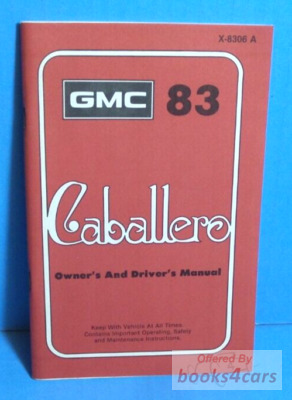 X-8306 A
GMC 83
Caballero
Owner's And Driver's Manual
Keep With Vehicle At All Times.
Contains Important Operating, Safety
and Maintenance Instructions.
Offered By
books4cars